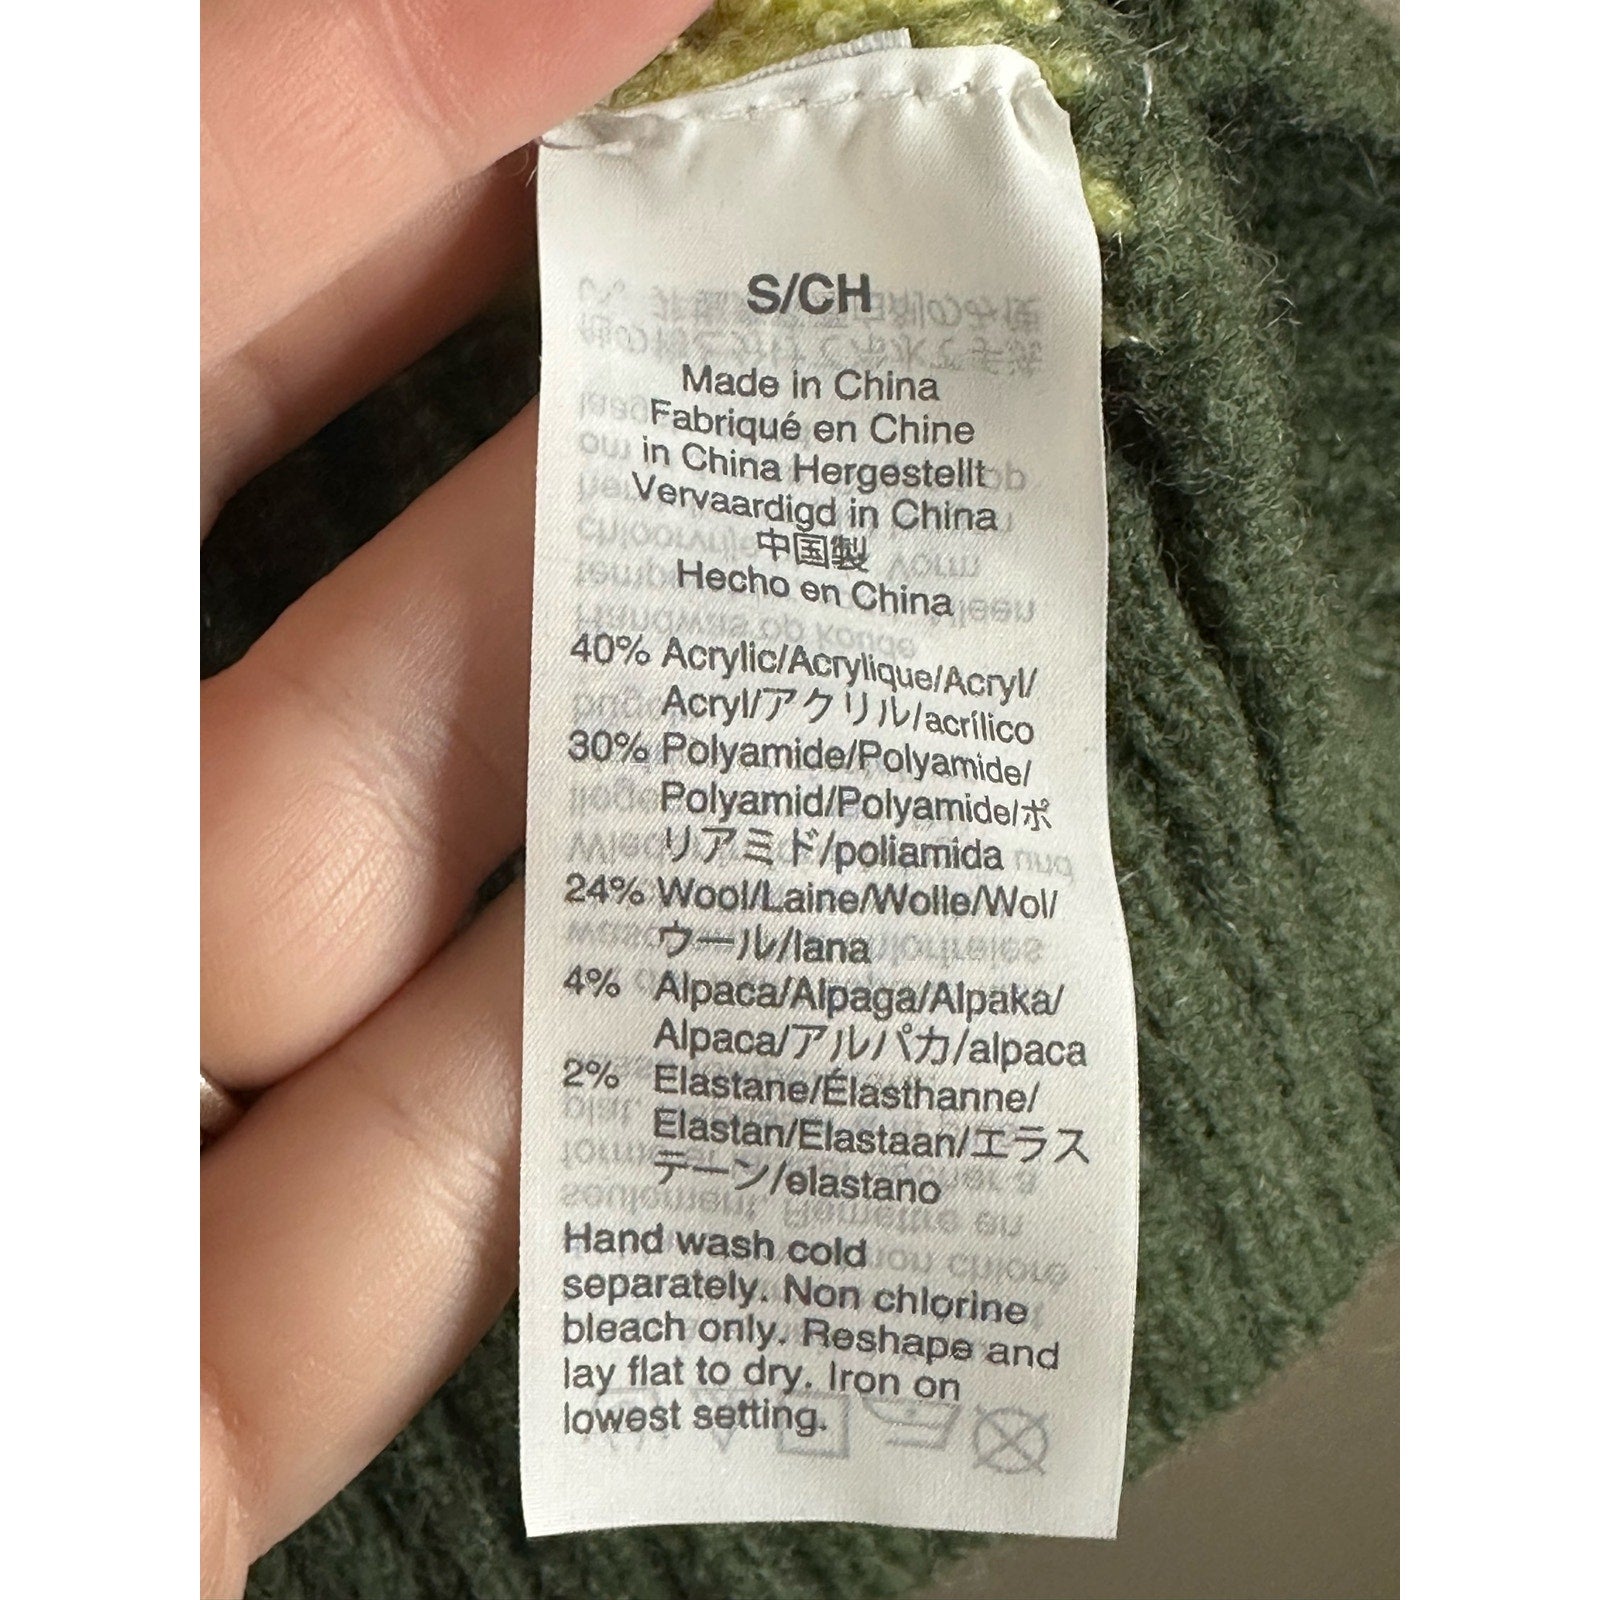 S/CH
Made in China
Fabriqué en Chine
in China Hergestellt
Vervaardigd in China
中国製
Hecho en China
40% Acrylic/Acrylique/Acryl/
Acryl/アクリル/acrílico
30% Polyamide/Polyamide/
Polyamid/Polyamide/ポ
リアミド/poliamida
24% Wool/Laine/Wolle/Wol/
ウール/lana
4% Alpaca/Alpaga/Alpaka/
Alpaca/アルパカ/alpaca
2% Elastane/Élasthanne/
Elastan/Elastaan/エラス
テーン/elastano
Hand wash cold
separately. Non chlorine
bleach only. Reshape and
lay flat to dry. Iron on
lowest setting.